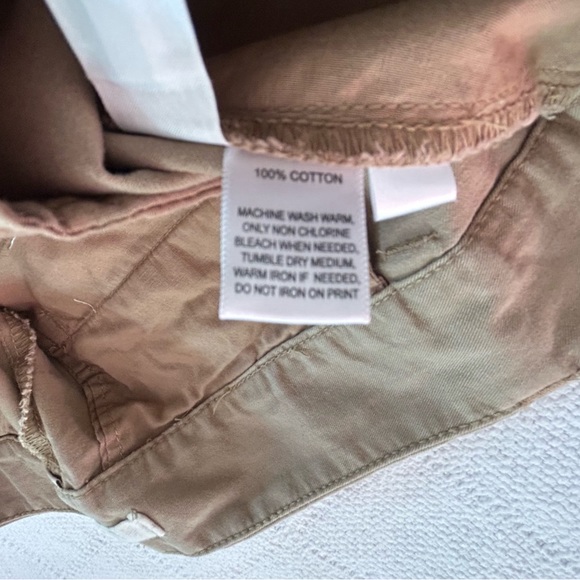 100% COTTON
MACHINE WASH WARM,
ONLY NON CHLORINE
BLEACH WHEN NEEDED,
TUMBLE DRY MEDIUM,
WARM IRON IF NEEDED,
DO NOT IRON ON PRINT